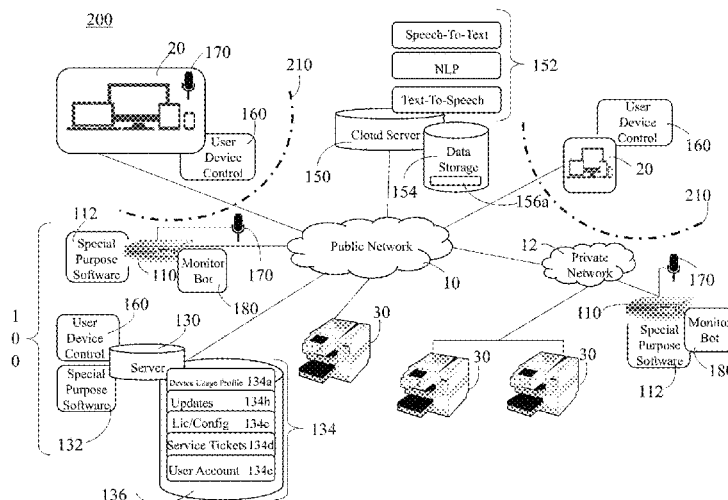 200
20
170
210
160
User
Device
Control
Speech-To-Text
NLP
Text-To-Speech
152
Cloud Server
150
Data
Storage
154
156a
User
Device
Control
160
20
210
112
Special
Purpose
Software
110
170
Monitor
Bot
180
Public Network
10
12
Private
Network
170
110
Special
Purpose
Software
Monitor
Bot
180
112
100
160
User
Device
Control
130
Server
Special
Purpose
Software
132
30
30
30
Device Usage Profile 134a
Updates 134b
Lic/Config 134c
Service Tickets 134d
User Account 134e
134
136